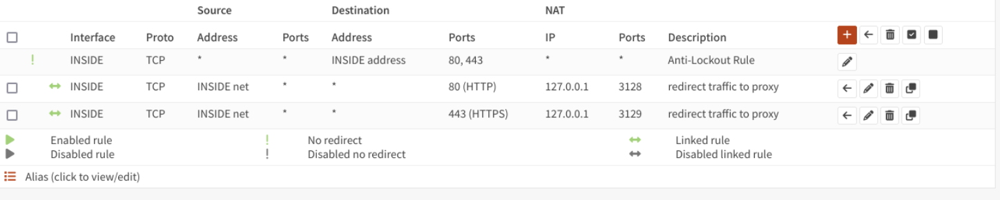 Source Destination NAT
Interface Proto Address Ports Address Ports IP Ports Description
! INSIDE TCP * * INSIDE address 80, 443 * * Anti-Lockout Rule
INSIDE TCP INSIDE net * * 80 (HTTP) 127.0.0.1 3128 redirect traffic to proxy
INSIDE TCP INSIDE net * * 443 (HTTPS) 127.0.0.1 3129 redirect traffic to proxy
Enabled rule ! No redirect Linked rule
Disabled rule ! Disabled no redirect Disabled linked rule
Alias (click to view/edit)